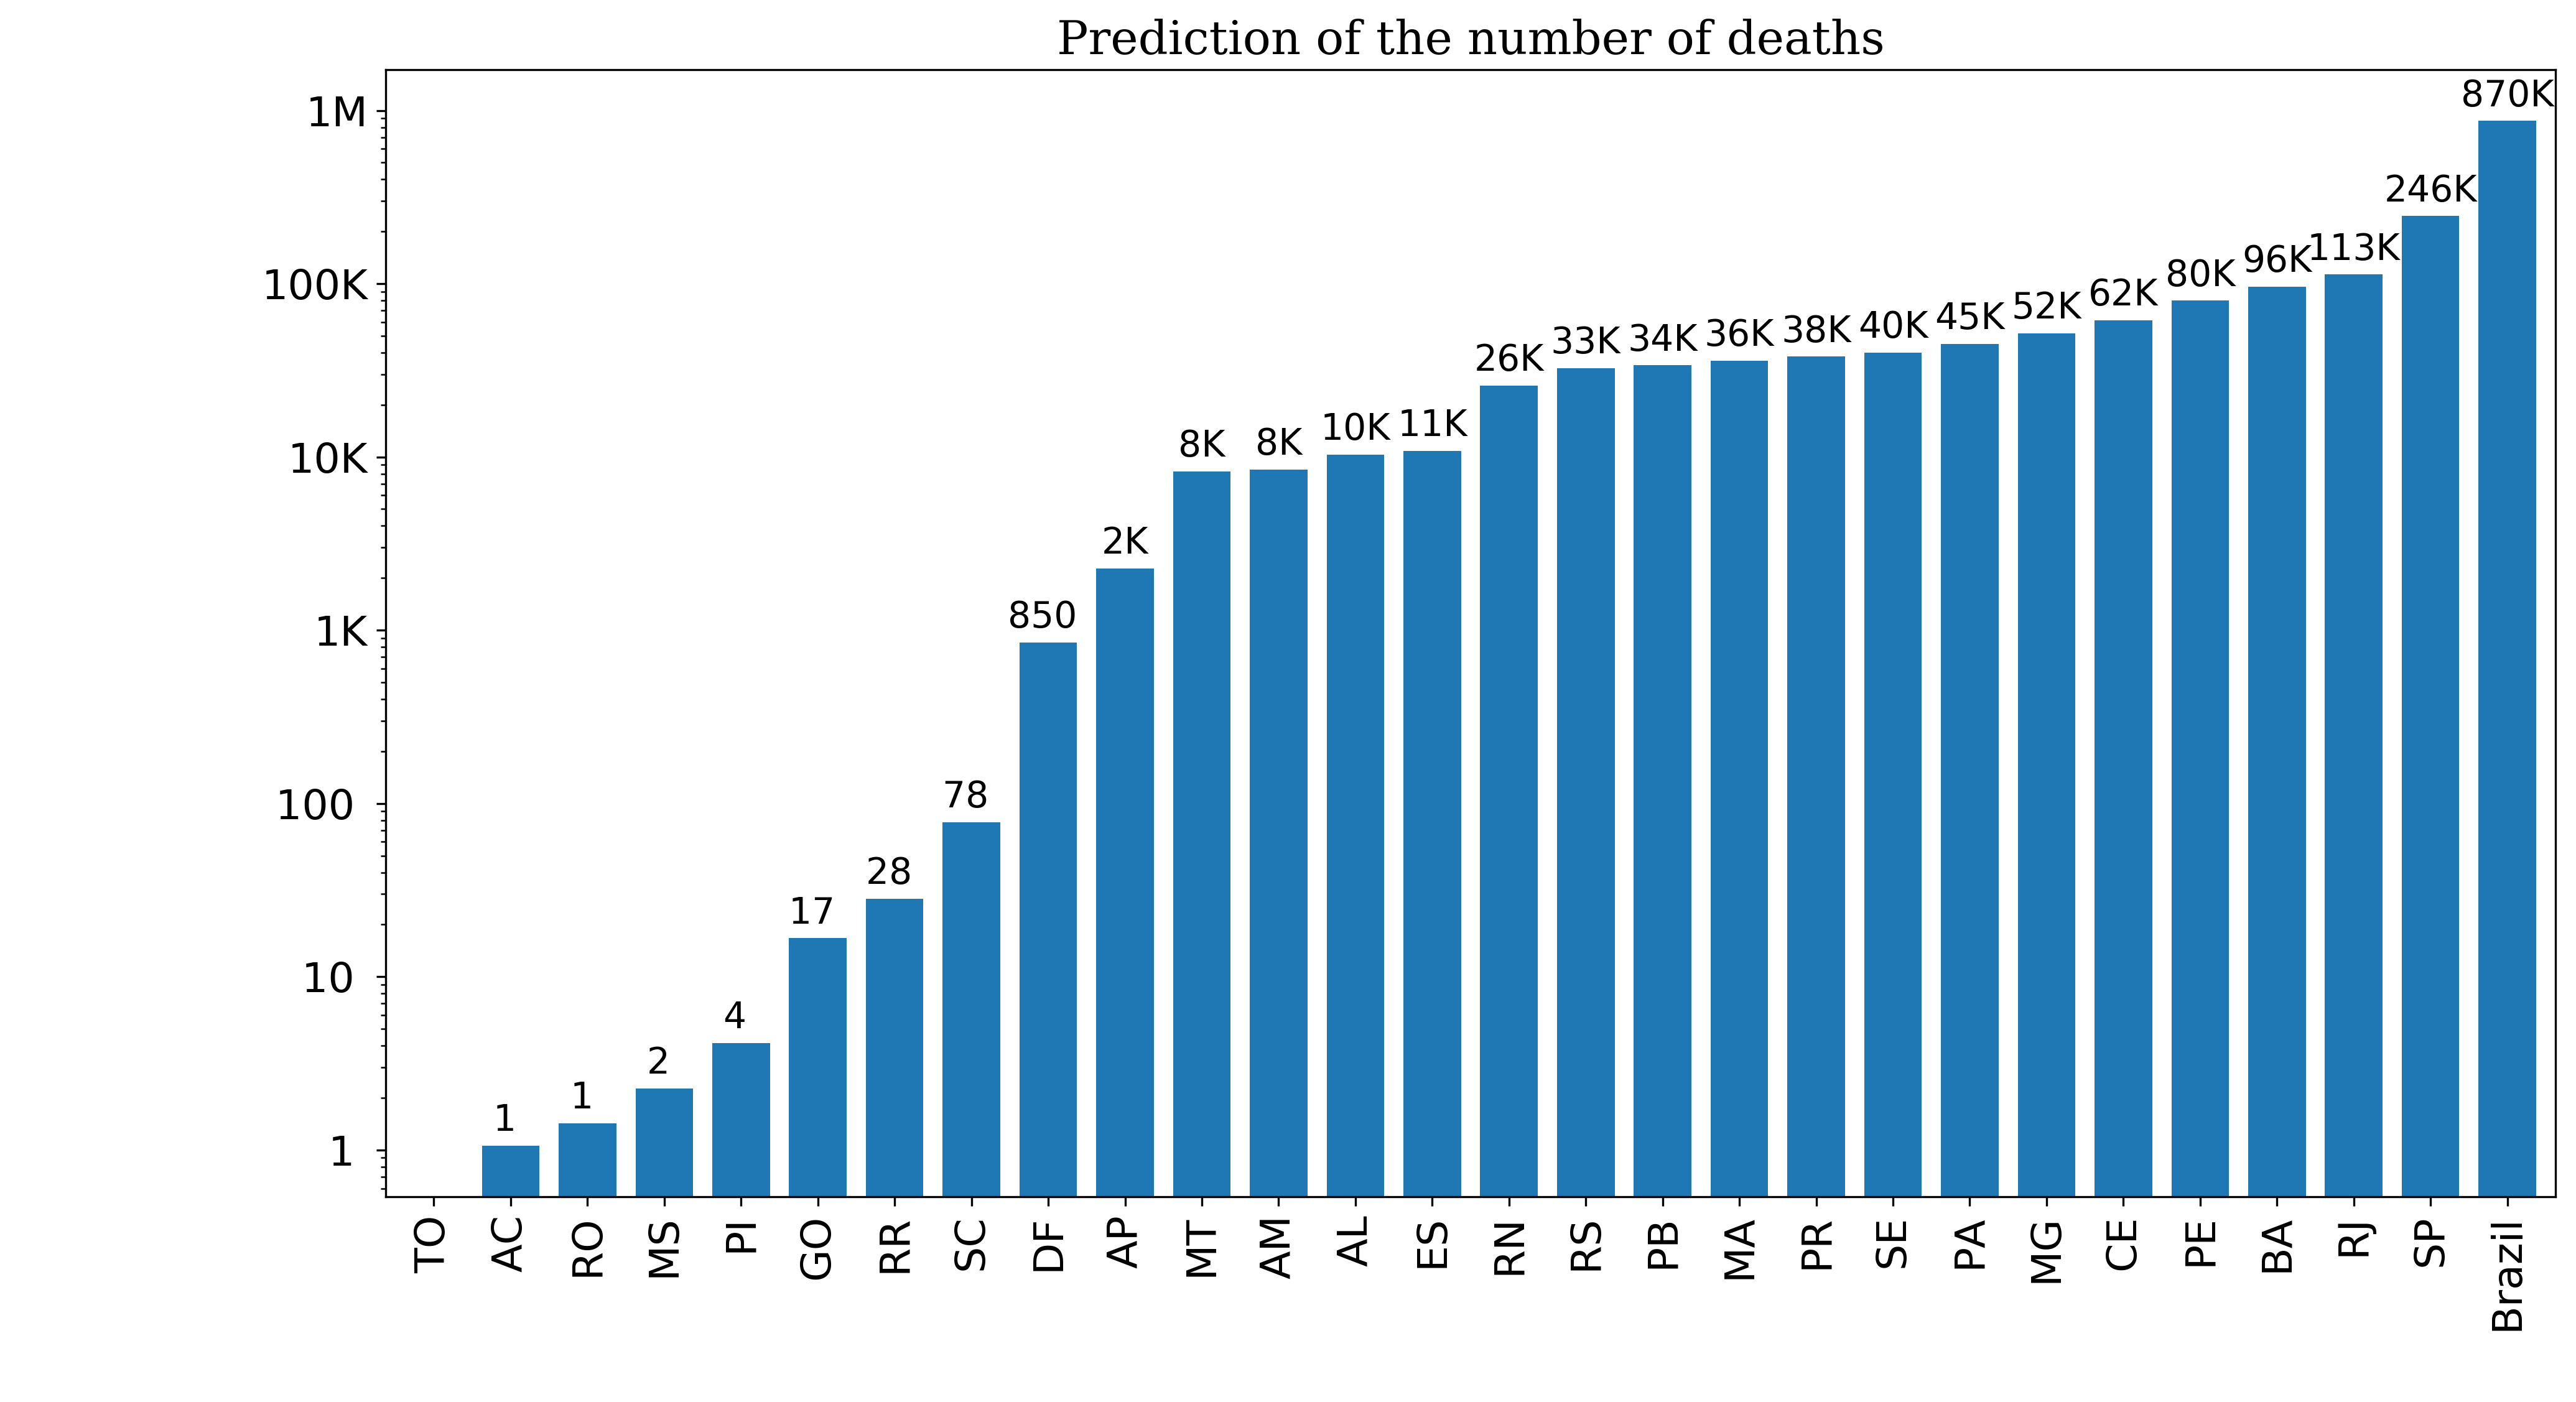 Prediction of the number of deaths
1M
100K
10K
1K
100
10
1
1
1
2
4
17
28
78
850
2K
8K
8K
10K
11K
26K
33K
34K
36K
38K
40K
45K
52K
62K
80K
96K
113K
246K
870K
TO
AC
RO
MS
PI
GO
RR
SC
DF
AP
MT
AM
AL
ES
RN
RS
PB
MA
PR
SE
PA
MG
CE
PE
BA
RJ
SP
Brazil